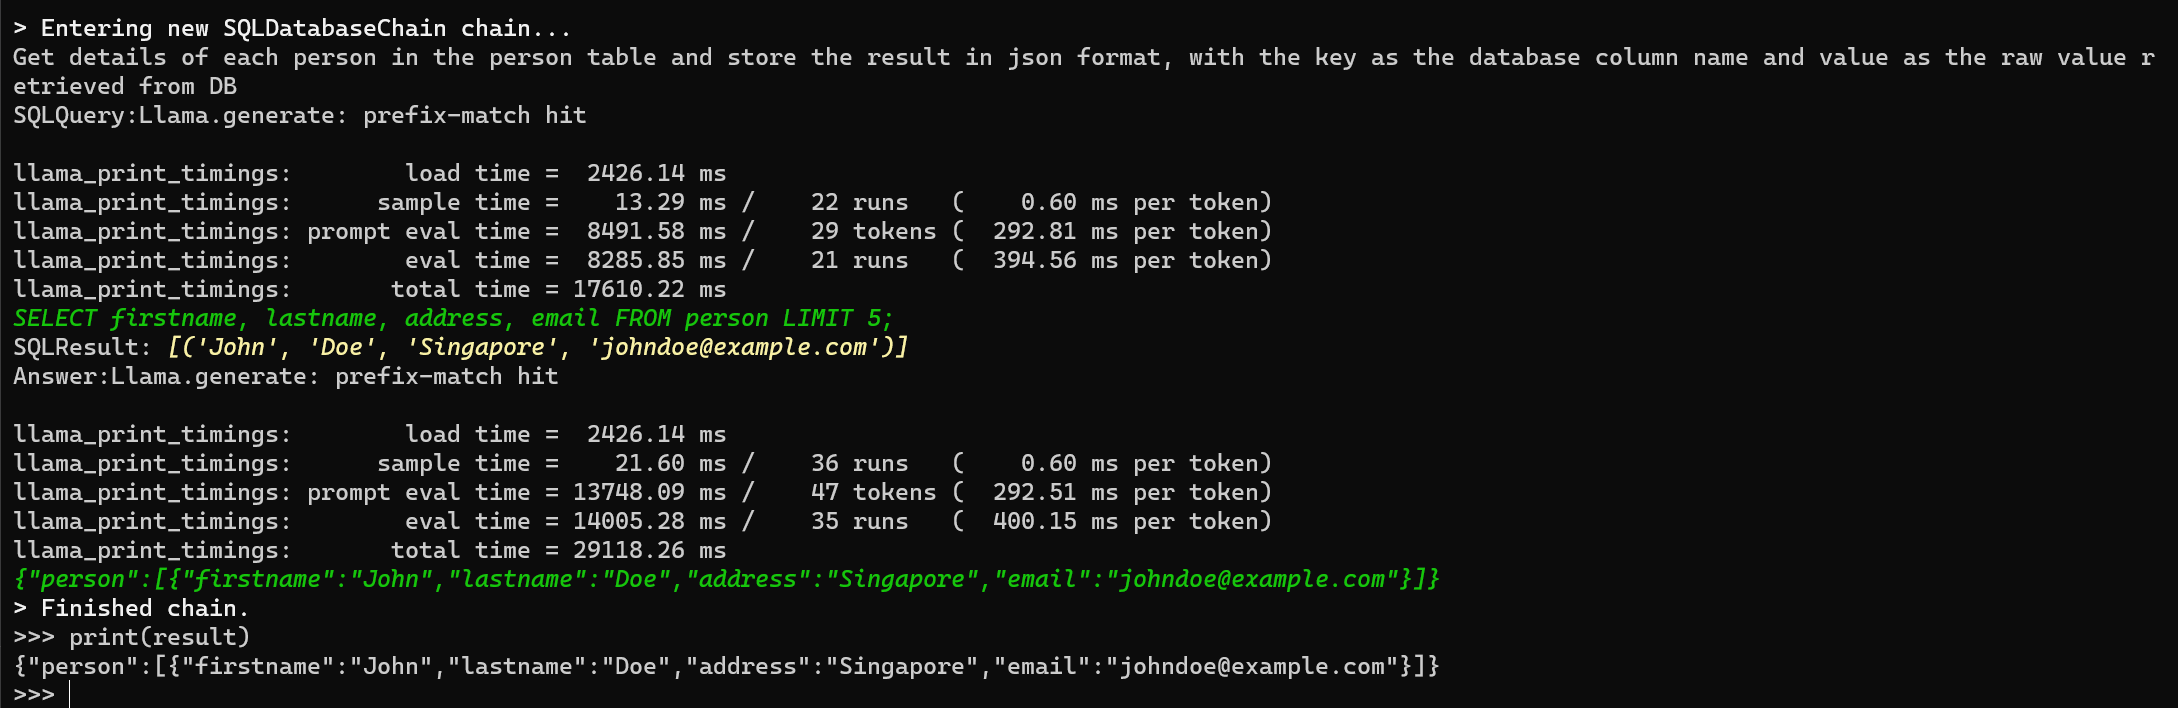 > Entering new SQLDatabaseChain chain...
Get details of each person in the person table and store the result in json format, with the key as the database column name and value as the raw value r
etrieved from DB
SQLQuery:Llama.generate: prefix-match hit

llama_print_timings:        load time =  2426.14 ms
llama_print_timings:      sample time =    13.29 ms /    22 runs   (    0.60 ms per token)
llama_print_timings: prompt eval time =  8491.58 ms /    29 tokens (  292.81 ms per token)
llama_print_timings:        eval time =  8285.85 ms /    21 runs   (  394.56 ms per token)
llama_print_timings:       total time = 17610.22 ms
SELECT firstname, lastname, address, email FROM person LIMIT 5;
SQLResult: [('John', 'Doe', 'Singapore', 'johndoe@example.com')]
Answer:Llama.generate: prefix-match hit

llama_print_timings:        load time =  2426.14 ms
llama_print_timings:      sample time =    21.60 ms /    36 runs   (    0.60 ms per token)
llama_print_timings: prompt eval time = 13748.09 ms /    47 tokens (  292.51 ms per token)
llama_print_timings:        eval time = 14005.28 ms /    35 runs   (  400.15 ms per token)
llama_print_timings:       total time = 29118.26 ms
{"person":[{"firstname":"John","lastname":"Doe","address":"Singapore","email":"johndoe@example.com"}]}
> Finished chain.
>>> print(result)
{"person":[{"firstname":"John","lastname":"Doe","address":"Singapore","email":"johndoe@example.com"}]}
>>>